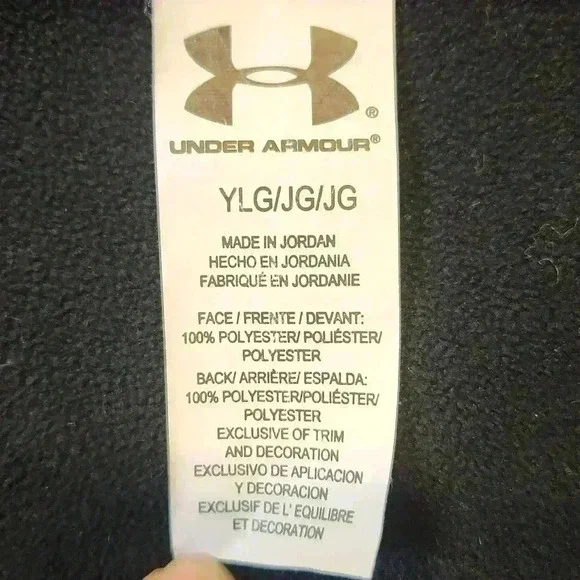 ®
UNDER ARMOUR®
YLG/JG/JG
MADE IN JORDAN
HECHO EN JORDANIA
FABRIQUÉ EN JORDANIE
FACE / FRENTE / DEVANT:
100% POLYESTER/ POLIÉSTER/
POLYESTER
BACK/ ARRIÈRE/ ESPALDA:
100% POLYESTER/POLIÉSTER/
POLYESTER
EXCLUSIVE OF TRIM
AND DECORATION
EXCLUSIVO DE APLICACION
Y DECORACION
EXCLUSIF DE L' EQUILIBRE
ET DECORATION